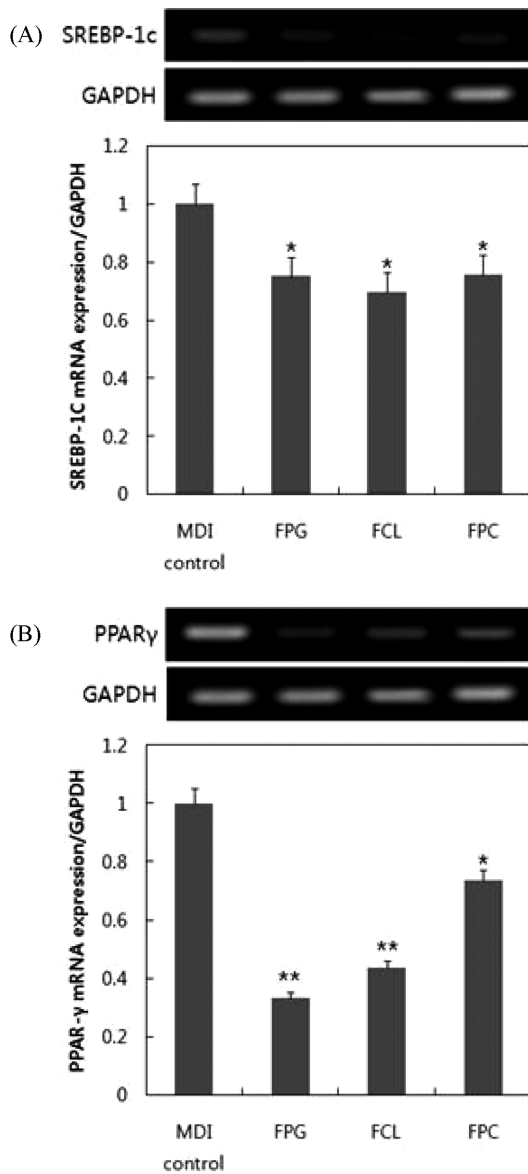 (A) SREBP-1c
GAPDH
SREBP-1C mRNA expression/GAPDH
1.2
1
0.8
0.6
0.4
0.2
0
*
*
*
MDI control
FPG
FCL
FPC
(B) PPARγ
GAPDH
PPAR-γ mRNA expression/GAPDH
1.2
1
0.8
0.6
0.4
0.2
0
**
**
*
MDI control
FPG
FCL
FPC